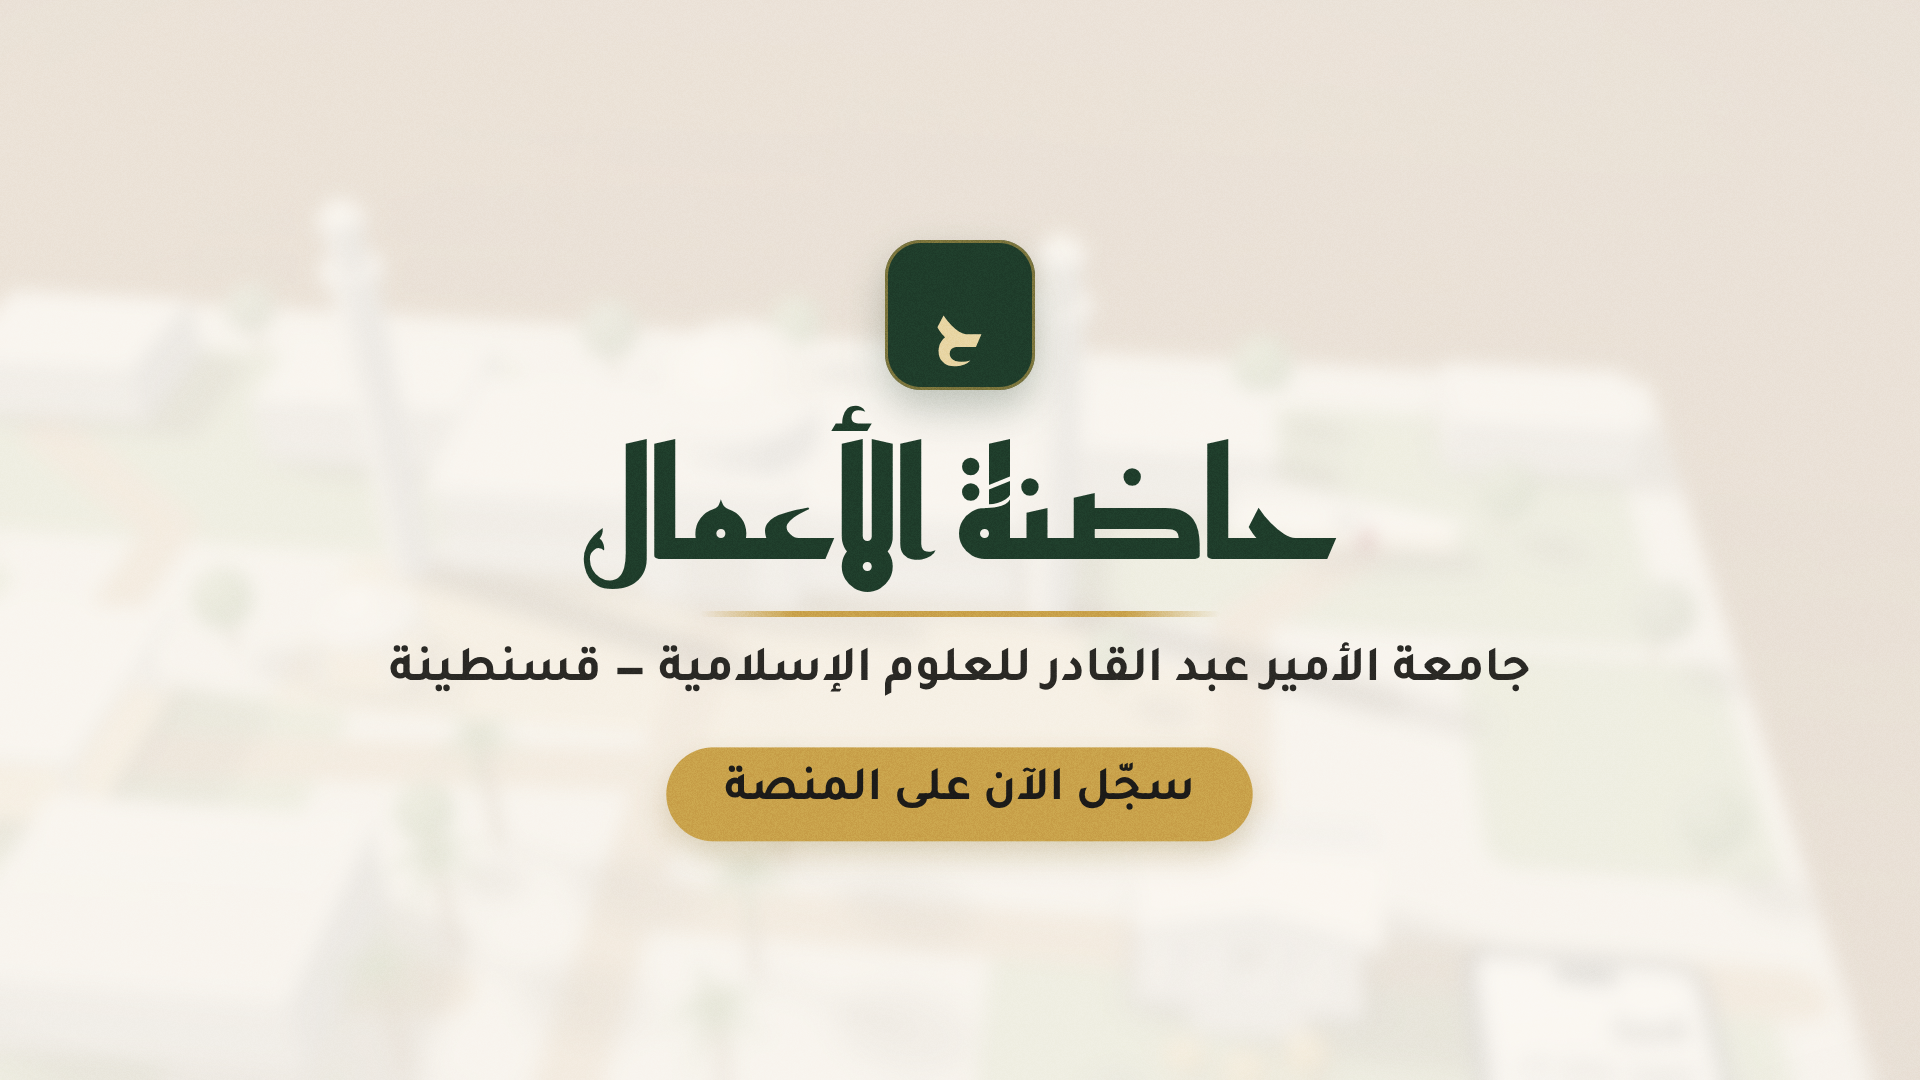 ح
حاضنة الأعمال
جامعة الأمير عبد القادر للعلوم الإسلامية – قسنطينة
سجّل الآن على المنصة